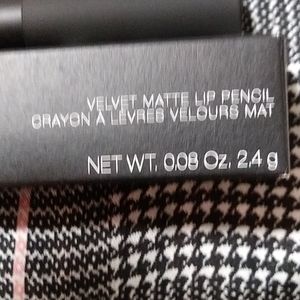 VELVET MATTE LIP PENCIL
CRAYON À LÈVRES VELOURS MAT
NET WT. 0.08 Oz. 2.4 g